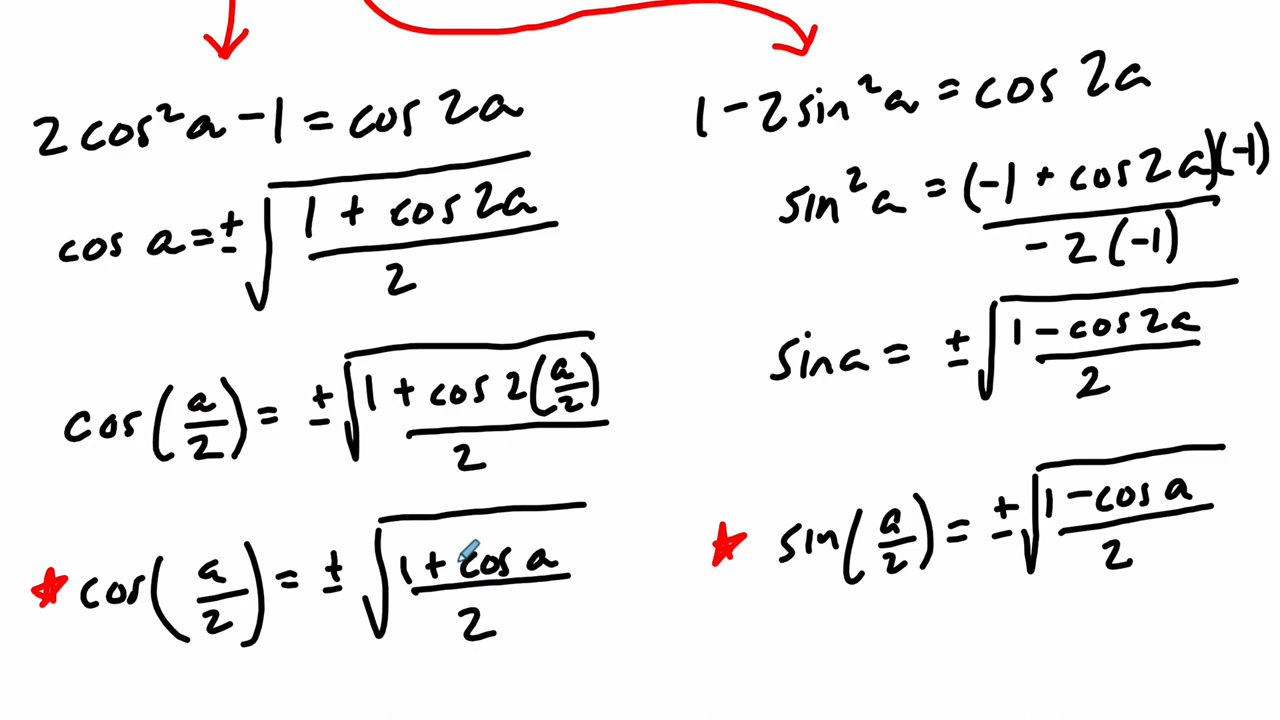 2cos²a - 1 = cos 2a
cos a = ± √((1 + cos 2a)/2)
cos(a/2) = ± √((1 + cos 2(a/2))/2)
★ cos(a/2) = ± √((1 + cos a)/2)
1 - 2sin²a = cos 2a
sin²a = (-1 + cos 2a)(-1)/-2(-1)
sin a = ± √((1 - cos 2a)/2)
★ sin(a/2) = ± √((1 - cos a)/2)